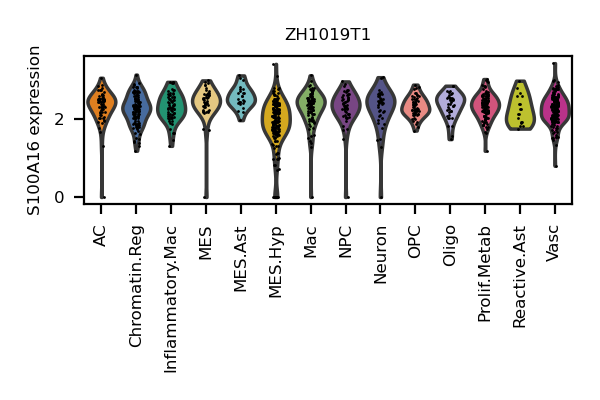 ZH1019T1
S100A16 expression
2
0
AC
Chromatin.Reg
Inflammatory.Mac
MES
MES.Ast
MES.Hyp
Mac
NPC
Neuron
OPC
Oligo
Prolif.Metab
Reactive.Ast
Vasc